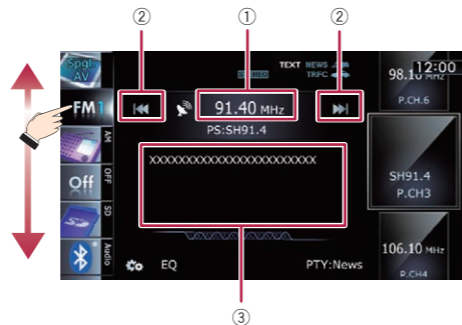 ② ① ②
Spgl AV
TEXT NEWS
STEREO TRFC
12:00
98.10 MHz
P.CH.6
FM1
91.40 MHz
PS:SH91.4
AM
XXXXXXXXXXXXXXXXXXXXXXXX
Off
OFF
SH91.4
P.CH3
SD
Audio
106.10 MHz
P.CH4
EQ
PTY:News
③